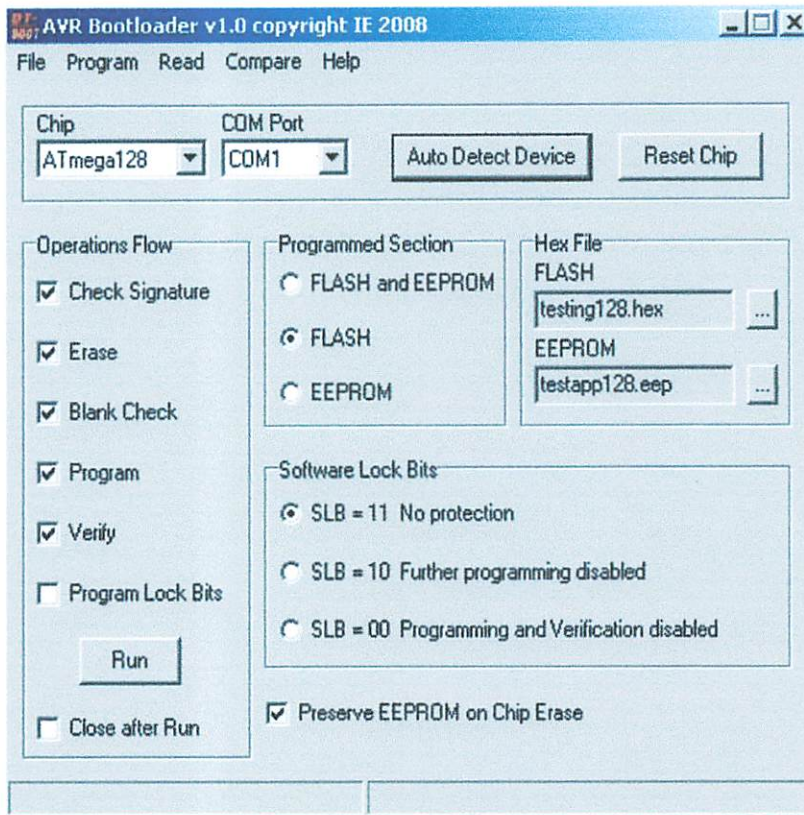 AVR Bootloader v1.0 copyright IE 2008
File Program Read Compare Help
Chip
ATmega128
COM Port
COM1
Auto Detect Device
Reset Chip
Operations Flow
Check Signature
Erase
Blank Check
Program
Verify
Program Lock Bits
Run
Close after Run
Programmed Section
FLASH and EEPROM
FLASH
EEPROM
Hex File
FLASH
testing128.hex
...
EEPROM
testapp128.eep
...
Software Lock Bits
SLB = 11 No protection
SLB = 10 Further programming disabled
SLB = 00 Programming and Verification disabled
Preserve EEPROM on Chip Erase